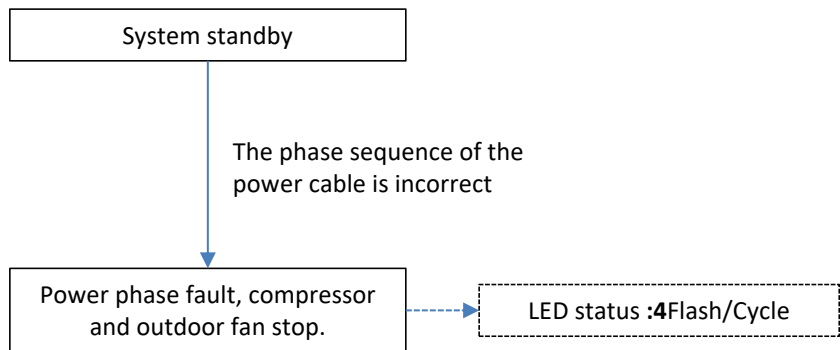 System standby
The phase sequence of the
power cable is incorrect
Power phase fault, compressor
and outdoor fan stop.
LED status :4Flash/Cycle